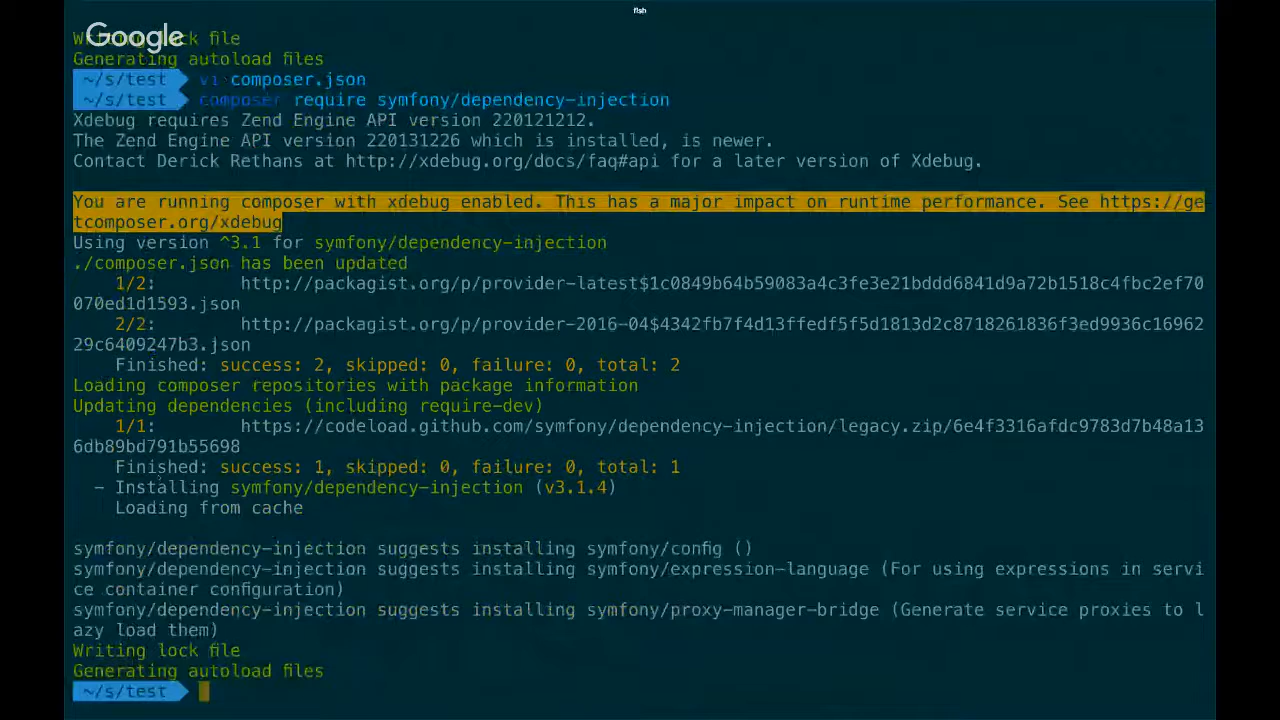 fish
Google
Writing lock file
Generating autoload files
~/s/test vi composer.json
~/s/test composer require symfony/dependency-injection
Xdebug requires Zend Engine API version 220121212.
The Zend Engine API version 220131226 which is installed, is newer.
Contact Derick Rethans at http://xdebug.org/docs/faq#api for a later version of Xdebug.
You are running composer with xdebug enabled. This has a major impact on runtime performance. See https://ge
tcomposer.org/xdebug
Using version ^3.1 for symfony/dependency-injection
./composer.json has been updated
1/2: http://packagist.org/p/provider-latest$1c0849b64b59083a4c3fe3e21bddd6841d9a72b1518c4fbc2ef70
070ed1d1593.json
2/2: http://packagist.org/p/provider-2016-04$4342fb7f4d13ffedf5f5d1813d2c8718261836f3ed9936c16962
29c6409247b3.json
Finished: success: 2, skipped: 0, failure: 0, total: 2
Loading composer repositories with package information
Updating dependencies (including require-dev)
1/1: https://codeload.github.com/symfony/dependency-injection/legacy.zip/6e4f3316afdc9783d7b48a13
6db89bd791b55698
Finished: success: 1, skipped: 0, failure: 0, total: 1
- Installing symfony/dependency-injection (v3.1.4)
Loading from cache
symfony/dependency-injection suggests installing symfony/config ()
symfony/dependency-injection suggests installing symfony/expression-language (For using expressions in servi
ce container configuration)
symfony/dependency-injection suggests installing symfony/proxy-manager-bridge (Generate service proxies to l
azy load them)
Writing lock file
Generating autoload files
~/s/test